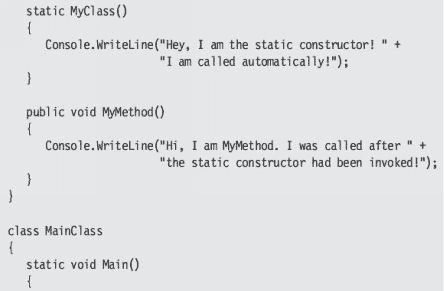 static MyClass()
{
Console.WriteLine("Hey, I am the static constructor! " +
"I am called automatically!");
}
public void MyMethod()
{
Console.WriteLine("Hi, I am MyMethod. I was called after " +
"the static constructor had been invoked!");
}
}
class MainClass
{
static void Main()
{